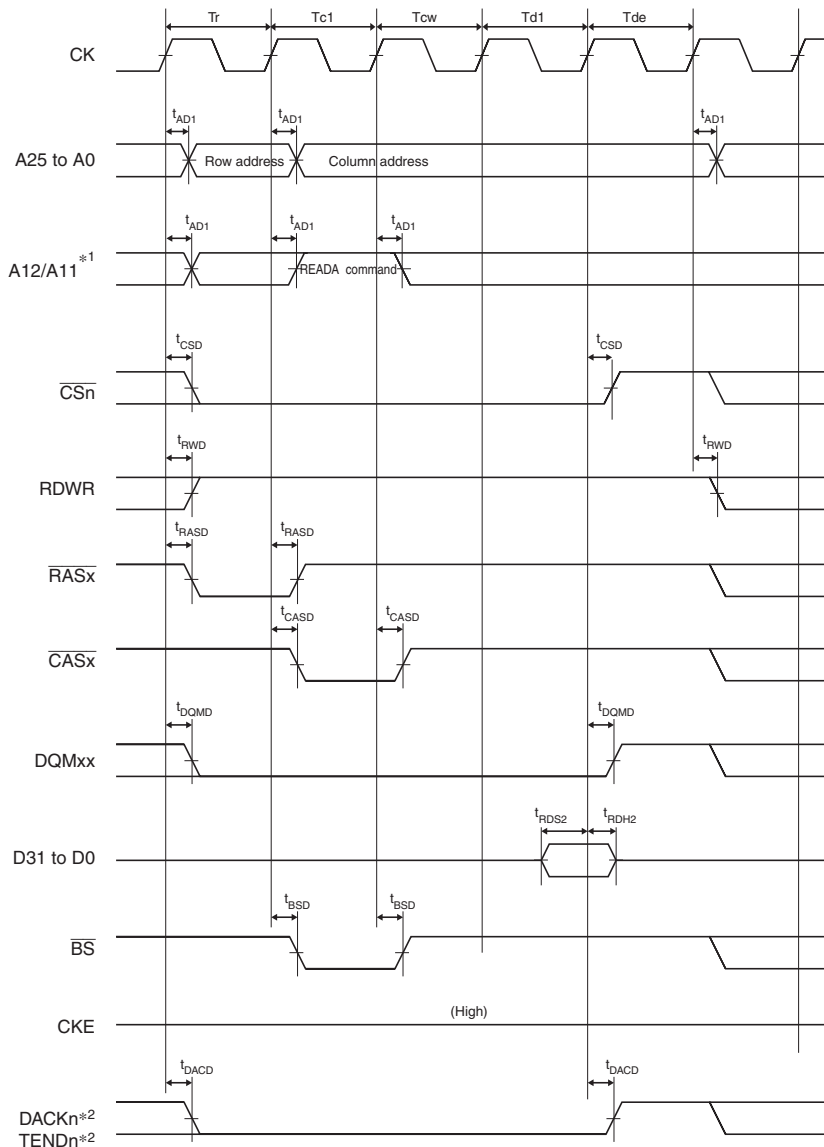 Tr Tc1 Tcw Td1 Tde
CK
tAD1 tAD1 tAD1
A25 to A0 Row address Column address
tAD1 tAD1 tAD1
A12/A11*1 READA command
tCSD tCSD
CSn
tRWD tRWD
RDWR
tRASD tRASD
RASx
tCASD tCASD
CASx
tDQMD tDQMD
DQMxx
tRDS2 tRDH2
D31 to D0
tBSD tBSD
BS
(High)
CKE
tDACD tDACD
DACKn*2
TENDn*2